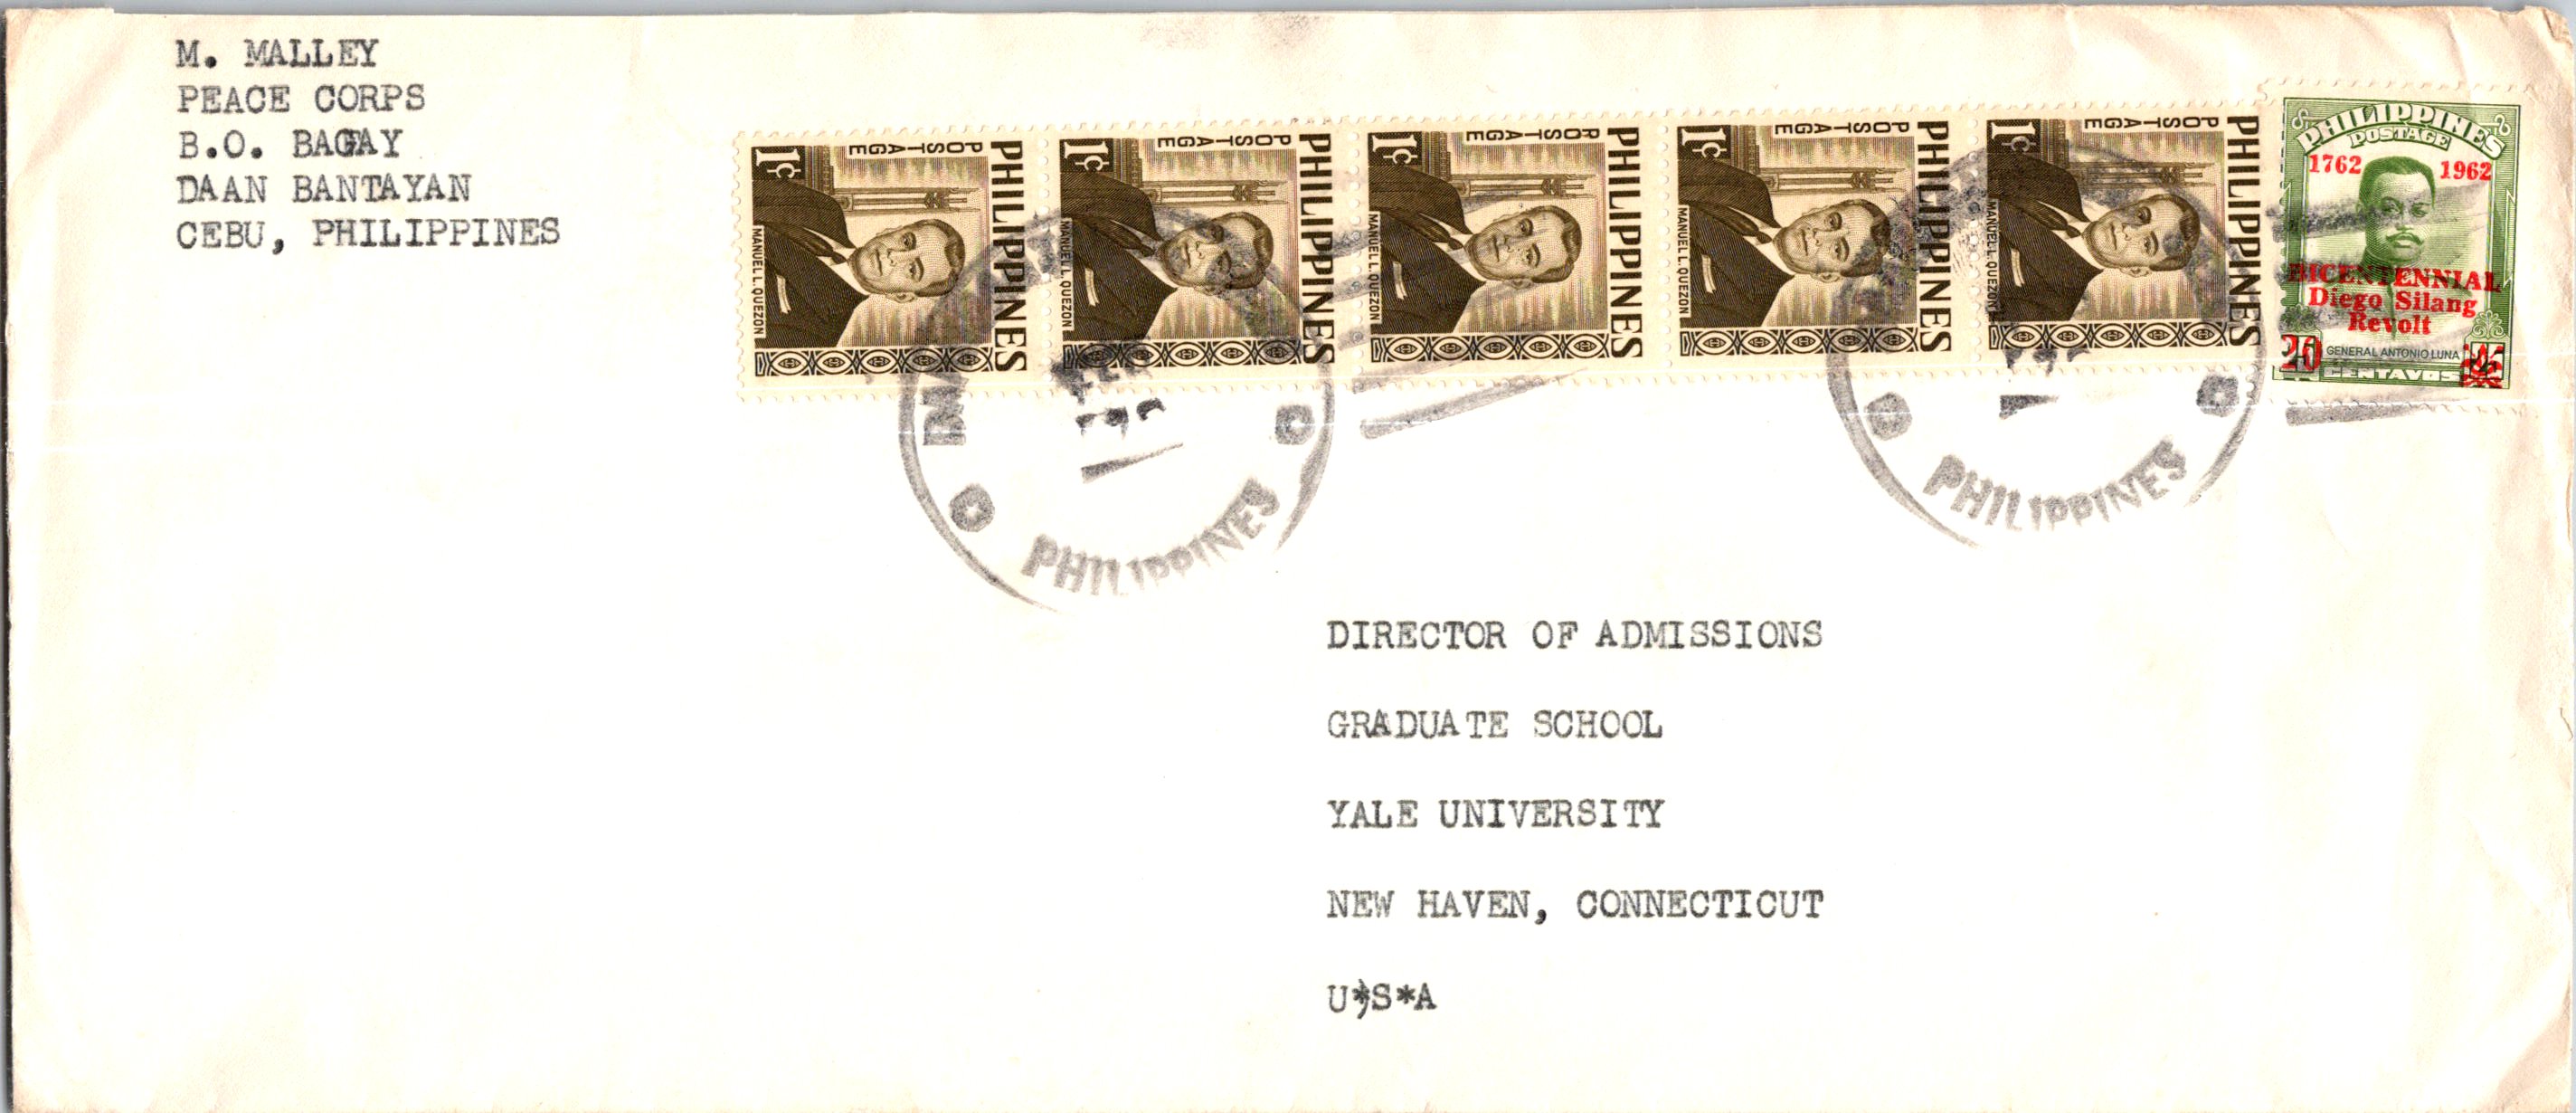 M. MALLEY
PEACE CORPS
B.O. BAGAY
DAAN BANTAYAN
CEBU, PHILIPPINES
1c
POSTAGE
PHILIPPINES
MANUEL L. QUEZON
1c
POSTAGE
PHILIPPINES
MANUEL L. QUEZON
1c
POSTAGE
PHILIPPINES
MANUEL L. QUEZON
1c
POSTAGE
PHILIPPINES
MANUEL L. QUEZON
1c
POSTAGE
PHILIPPINES
MANUEL L. QUEZON
PHILIPPINES
POSTAGE
1762 1962
BICENTENNIAL
Diego Silang
Revolt
20
GENERAL ANTONIO LUNA
CENTAVOS
PHILIPPINES
PHILIPPINES
DIRECTOR OF ADMISSIONS
GRADUATE SCHOOL
YALE UNIVERSITY
NEW HAVEN, CONNECTICUT
U*S*A